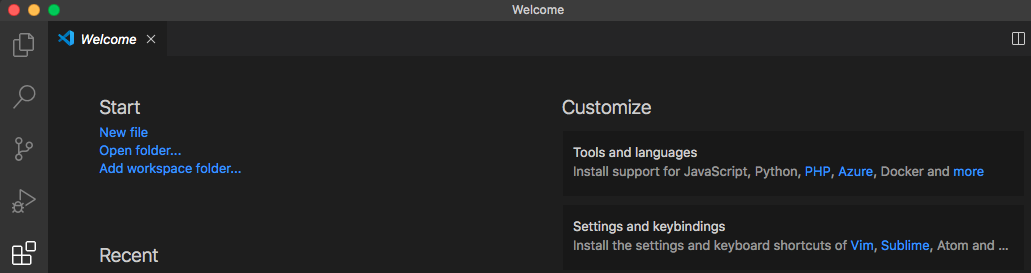 Welcome
Welcome
Start
New file
Open folder...
Add workspace folder...
Recent
Customize
Tools and languages
Install support for JavaScript, Python, PHP, Azure, Docker and more
Settings and keybindings
Install the settings and keyboard shortcuts of Vim, Sublime, Atom and ...